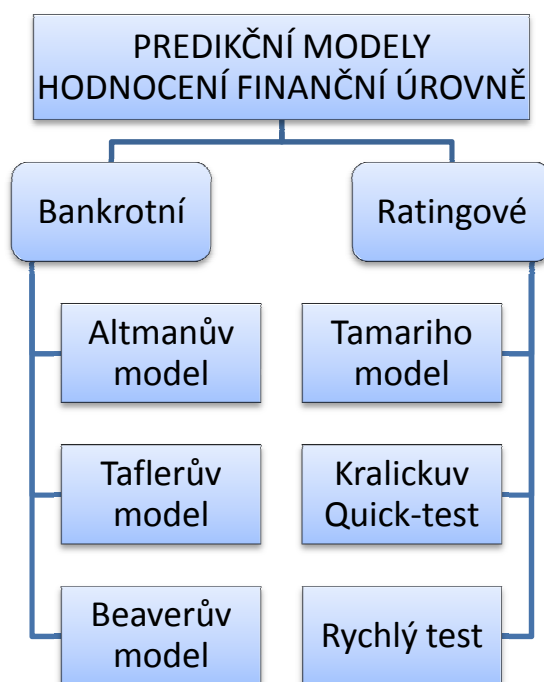 PREDIKČNÍ MODELY
HODNOCENÍ FINANČNÍ ÚROVNĚ
Bankrotní
Ratingové
Altmanův
model
Tamariho
model
Taflerův
model
Kralickuv
Quick-test
Beaverův
model
Rychlý test